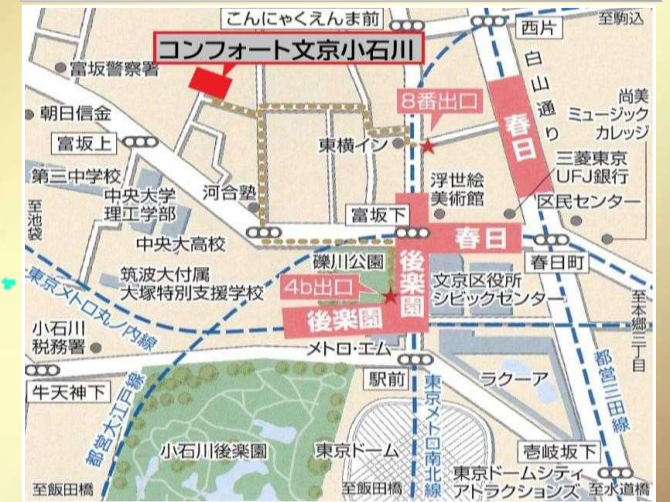 こんにゃくえんま前
至駒込
西片
コンフォート文京小石川
富坂警察署
白山通り
8番出口
尚美
ミュージック
カレッジ
朝日信金
春日
富坂上
東横イン
三菱東京
UFJ銀行
第三中学校
浮世絵
美術館
中央大学
理工学部
河合塾
区民センター
至池袋
富坂下
中央大高校
春日
礫川公園
後楽園
春日町
筑波大付属
大塚特別支援学校
4b出口
文京区役所
シビックセンター
東京メトロ丸ノ内線
後楽園
至本郷三丁目
小石川
税務署
メトロ・エム
牛天神下
駅前
ラクーア
都営三田線
都営大江戸線
東京メトロ南北線
小石川後楽園
東京ドーム
壱岐坂下
東京ドームシティ
アトラクションズ
至飯田橋
至飯田橋
至水道橋